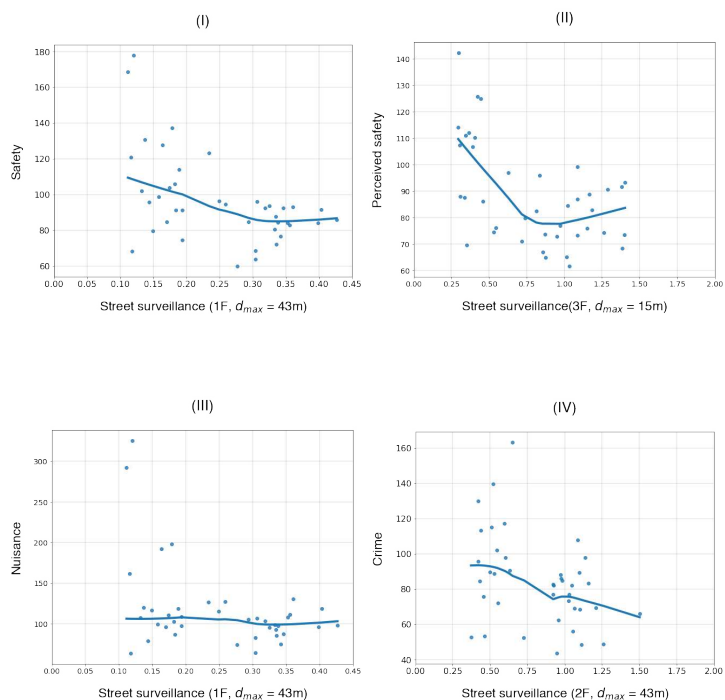 (I)
180
160
140
120
100
80
60
Safety
0.00 0.05 0.10 0.15 0.20 0.25 0.30 0.35 0.40 0.45
Street surveillance (1F, dmax = 43m)
(II)
140
130
120
110
100
90
80
70
60
Perceived safety
0.00 0.25 0.50 0.75 1.00 1.25 1.50 1.75 2.00
Street surveillance(3F, dmax = 15m)
(III)
300
250
200
150
100
50
Nuisance
0.00 0.05 0.10 0.15 0.20 0.25 0.30 0.35 0.40 0.45
Street surveillance (1F, dmax = 43m)
(IV)
160
140
120
100
80
60
40
Crime
0.00 0.25 0.50 0.75 1.00 1.25 1.50 1.75 2.00
Street surveillance (2F, dmax = 43m)